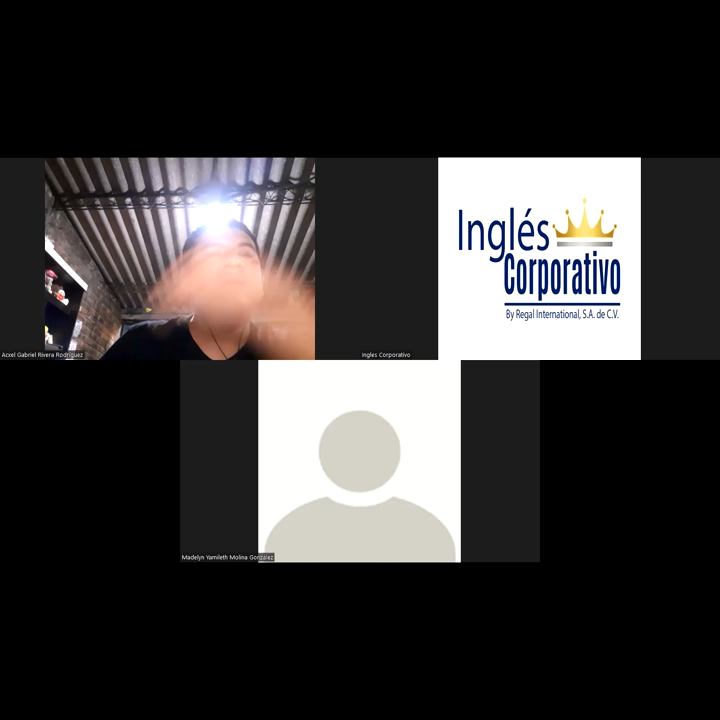 Inglés
Corporativo
By Regal International, S.A. de C.V.
Acxel Gabriel Rivera Rodriguez
Ingles Corporativo
Madelyn Yamileth Molina Gonzalez